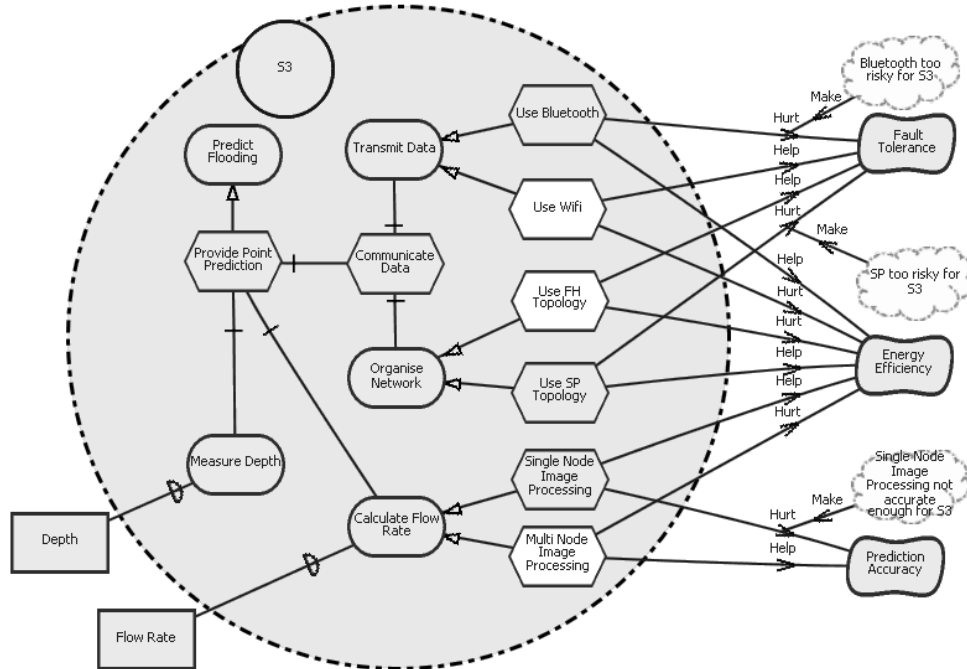 S3
Bluetooth too
risky for S3
Make
Hurt
Help
Help
Hurt
Make
Fault
Tolerance
Predict
Flooding
Transmit Data
Use Bluetooth
Use Wifi
Provide Point
Prediction
Communicate
Data
Use FH
Topology
SP too risky for
S3
Help
Hurt
Hurt
Help
Help
Hurt
Energy
Efficiency
Organise
Network
Use SP
Topology
Measure Depth
Single Node
Image
Processing
Single Node
Image
Processing not
accurate
enough for S3
Make
Hurt
Help
Calculate Flow
Rate
Multi Node
Image
Processing
Prediction
Accuracy
Depth
Flow Rate